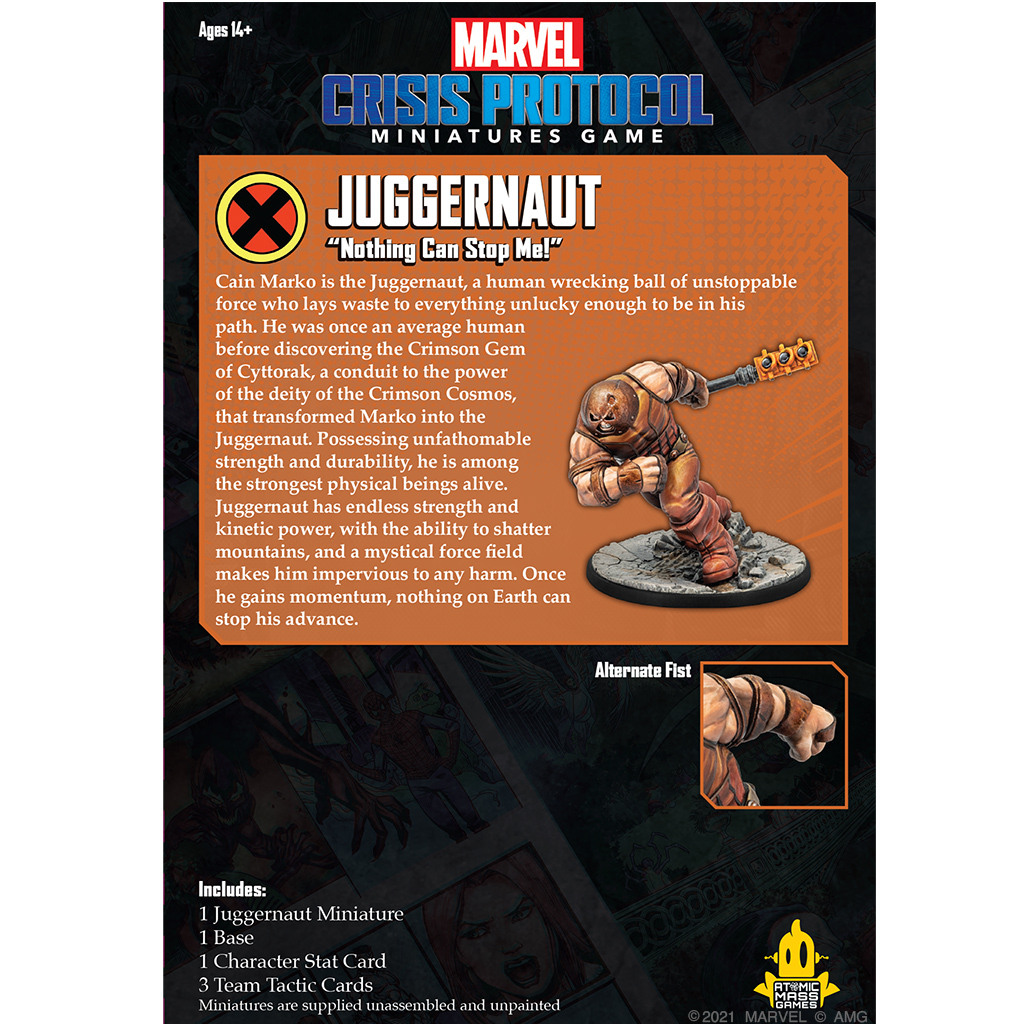 Ages 14+
MARVEL
CRISIS PROTOCOL
MINIATURES GAME
JUGGERNAUT
“Nothing Can Stop Me!”
Cain Marko is the Juggernaut, a human wrecking ball of unstoppable
force who lays waste to everything unlucky enough to be in his
path. He was once an average human
before discovering the Crimson Gem
of Cyttorak, a conduit to the power
of the deity of the Crimson Cosmos,
that transformed Marko into the
Juggernaut. Possessing unfathomable
strength and durability, he is among
the strongest physical beings alive.
Juggernaut has endless strength and
kinetic power, with the ability to shatter
mountains, and a mystical force field
makes him impervious to any harm. Once
he gains momentum, nothing on Earth can
stop his advance.
Alternate Fist
Includes:
1 Juggernaut Miniature
1 Base
1 Character Stat Card
3 Team Tactic Cards
Miniatures are supplied unassembled and unpainted
ATOMIC
MASS
GAMES
©2021 MARVEL © AMG